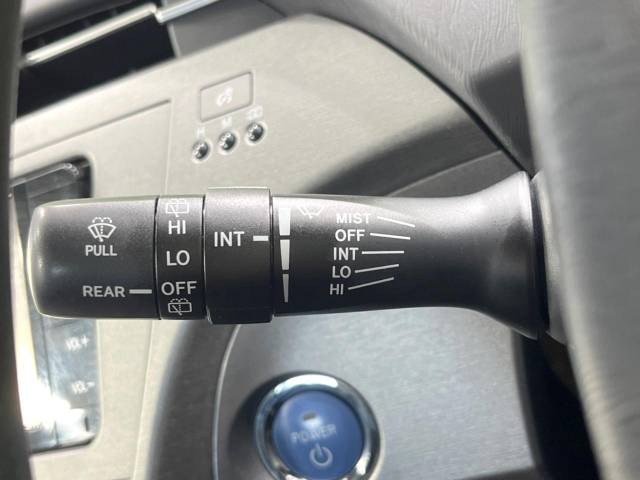 H M
PULL
REAR
HI
LO
OFF
INT
MIST
OFF
INT
LO
HI
POWER